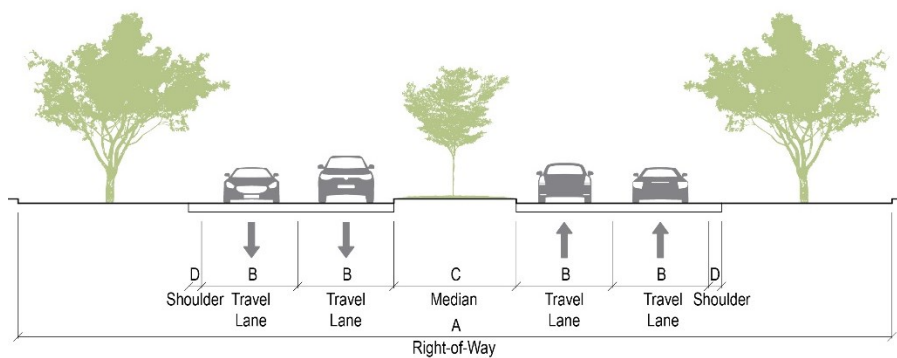 D B B C B B D
Shoulder Travel Lane Travel Lane Median Travel Lane Travel Lane Shoulder
A
Right-of-Way